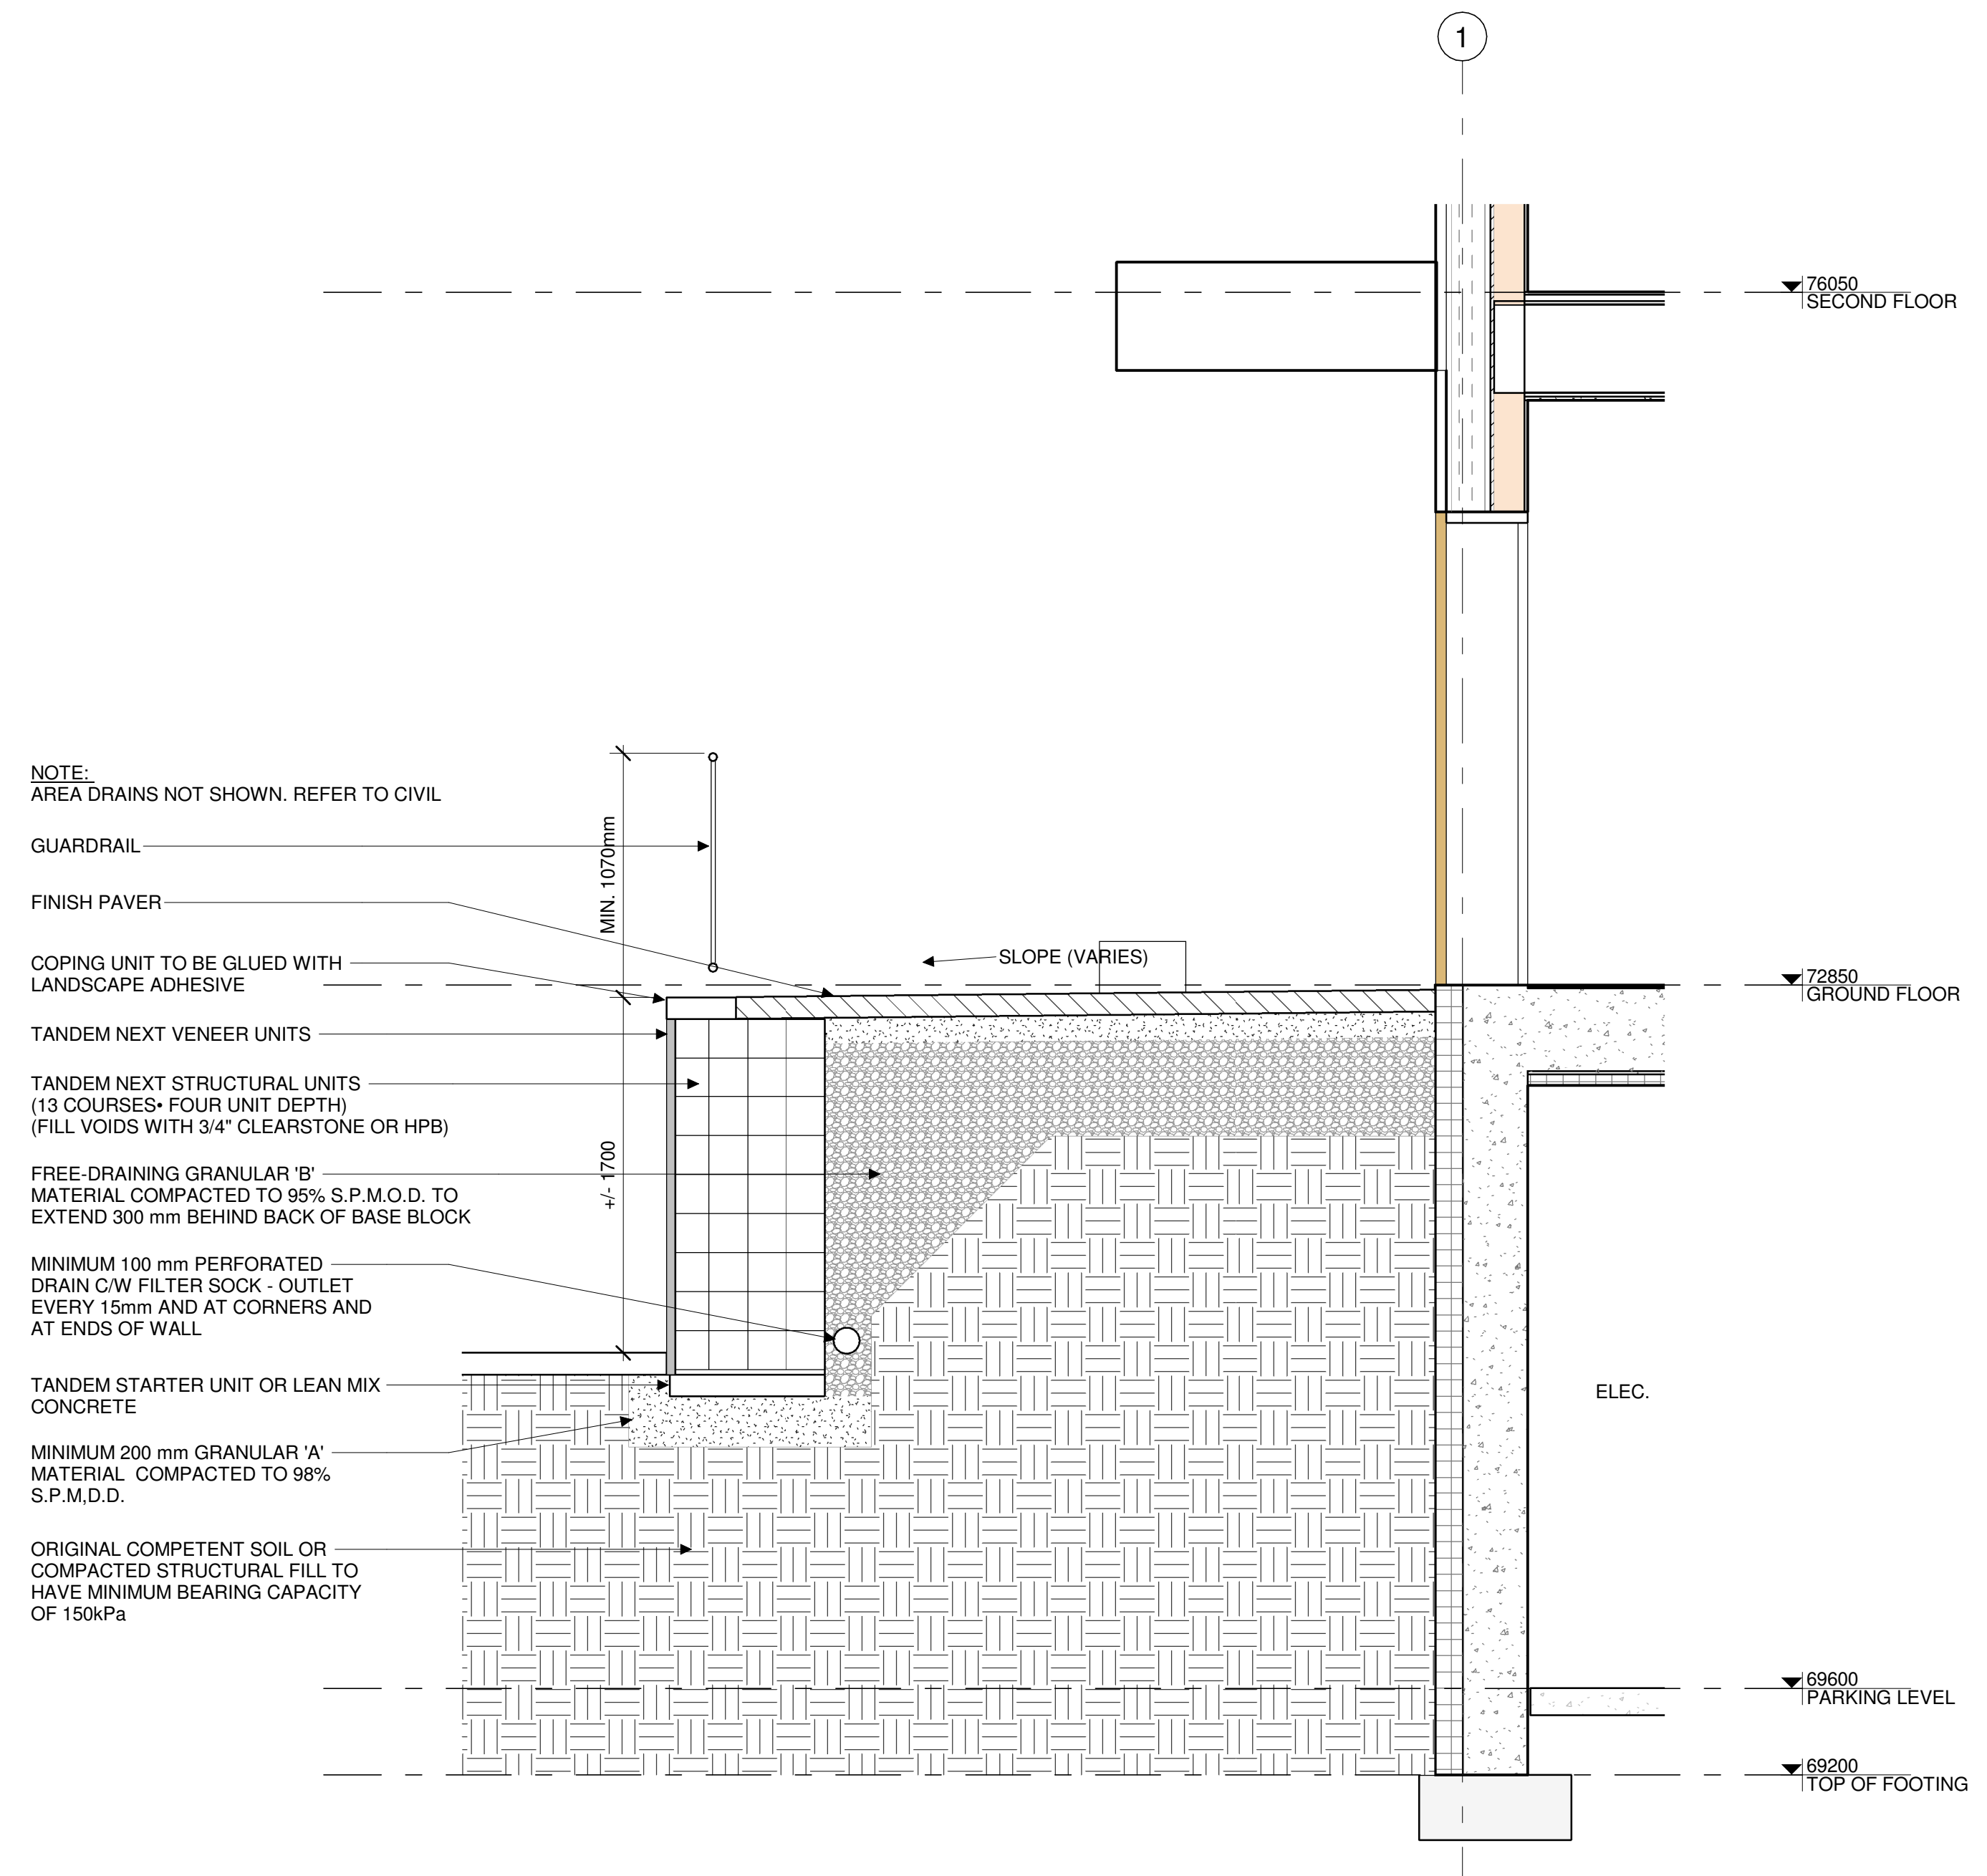 1
76050
SECOND FLOOR
NOTE:
AREA DRAINS NOT SHOWN. REFER TO CIVIL
GUARDRAIL
MIN. 1070mm
FINISH PAVER
SLOPE (VARIES)
COPING UNIT TO BE GLUED WITH
LANDSCAPE ADHESIVE
72850
GROUND FLOOR
TANDEM NEXT VENEER UNITS
TANDEM NEXT STRUCTURAL UNITS
(13 COURSES• FOUR UNIT DEPTH)
(FILL VOIDS WITH 3/4" CLEARSTONE OR HPB)
+/- 1700
FREE-DRAINING GRANULAR 'B'
MATERIAL COMPACTED TO 95% S.P.M.O.D. TO
EXTEND 300 mm BEHIND BACK OF BASE BLOCK
MINIMUM 100 mm PERFORATED
DRAIN C/W FILTER SOCK - OUTLET
EVERY 15mm AND AT CORNERS AND
AT ENDS OF WALL
TANDEM STARTER UNIT OR LEAN MIX
CONCRETE
ELEC.
MINIMUM 200 mm GRANULAR 'A'
MATERIAL COMPACTED TO 98%
S.P.M,D.D.
ORIGINAL COMPETENT SOIL OR
COMPACTED STRUCTURAL FILL TO
HAVE MINIMUM BEARING CAPACITY
OF 150kPa
69600
PARKING LEVEL
69200
TOP OF FOOTING